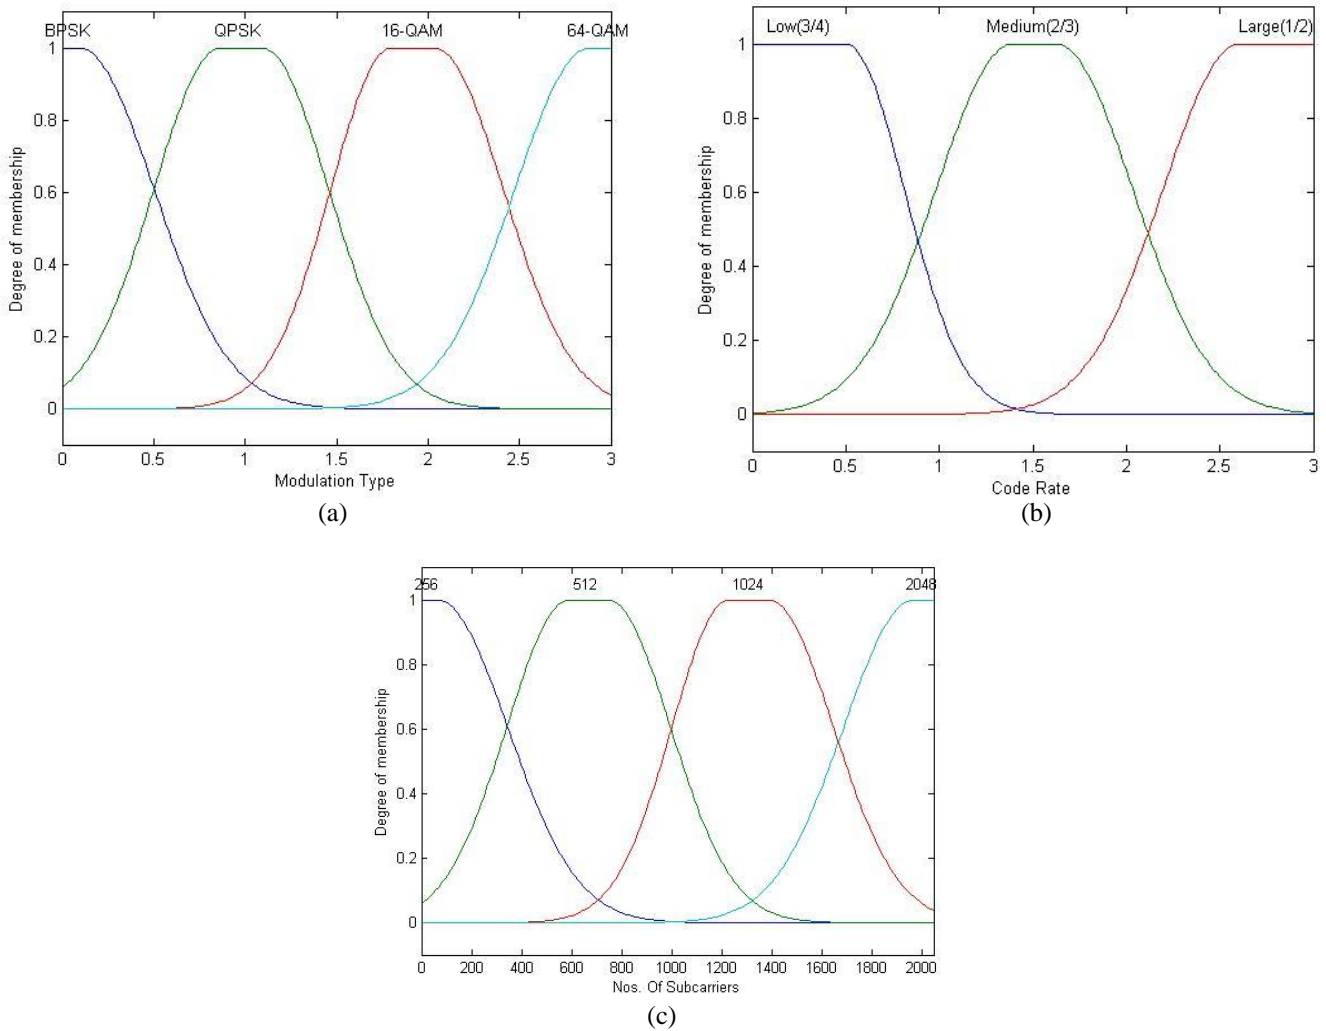 BPSK QPSK 16-QAM 64-QAM
1
0.8
0.6
0.4
0.2
0
Degree of membership
0 0.5 1 1.5 2 2.5 3
Modulation Type
(a)
Low(3/4) Medium(2/3) Large(1/2)
1
0.8
0.6
0.4
0.2
0
Degree of membership
0 0.5 1 1.5 2 2.5 3
Code Rate
(b)
256 512 1024 2048
1
0.8
0.6
0.4
0.2
0
Degree of membership
0 200 400 600 800 1000 1200 1400 1600 1800 2000
Nos. Of Subcarriers
(c)